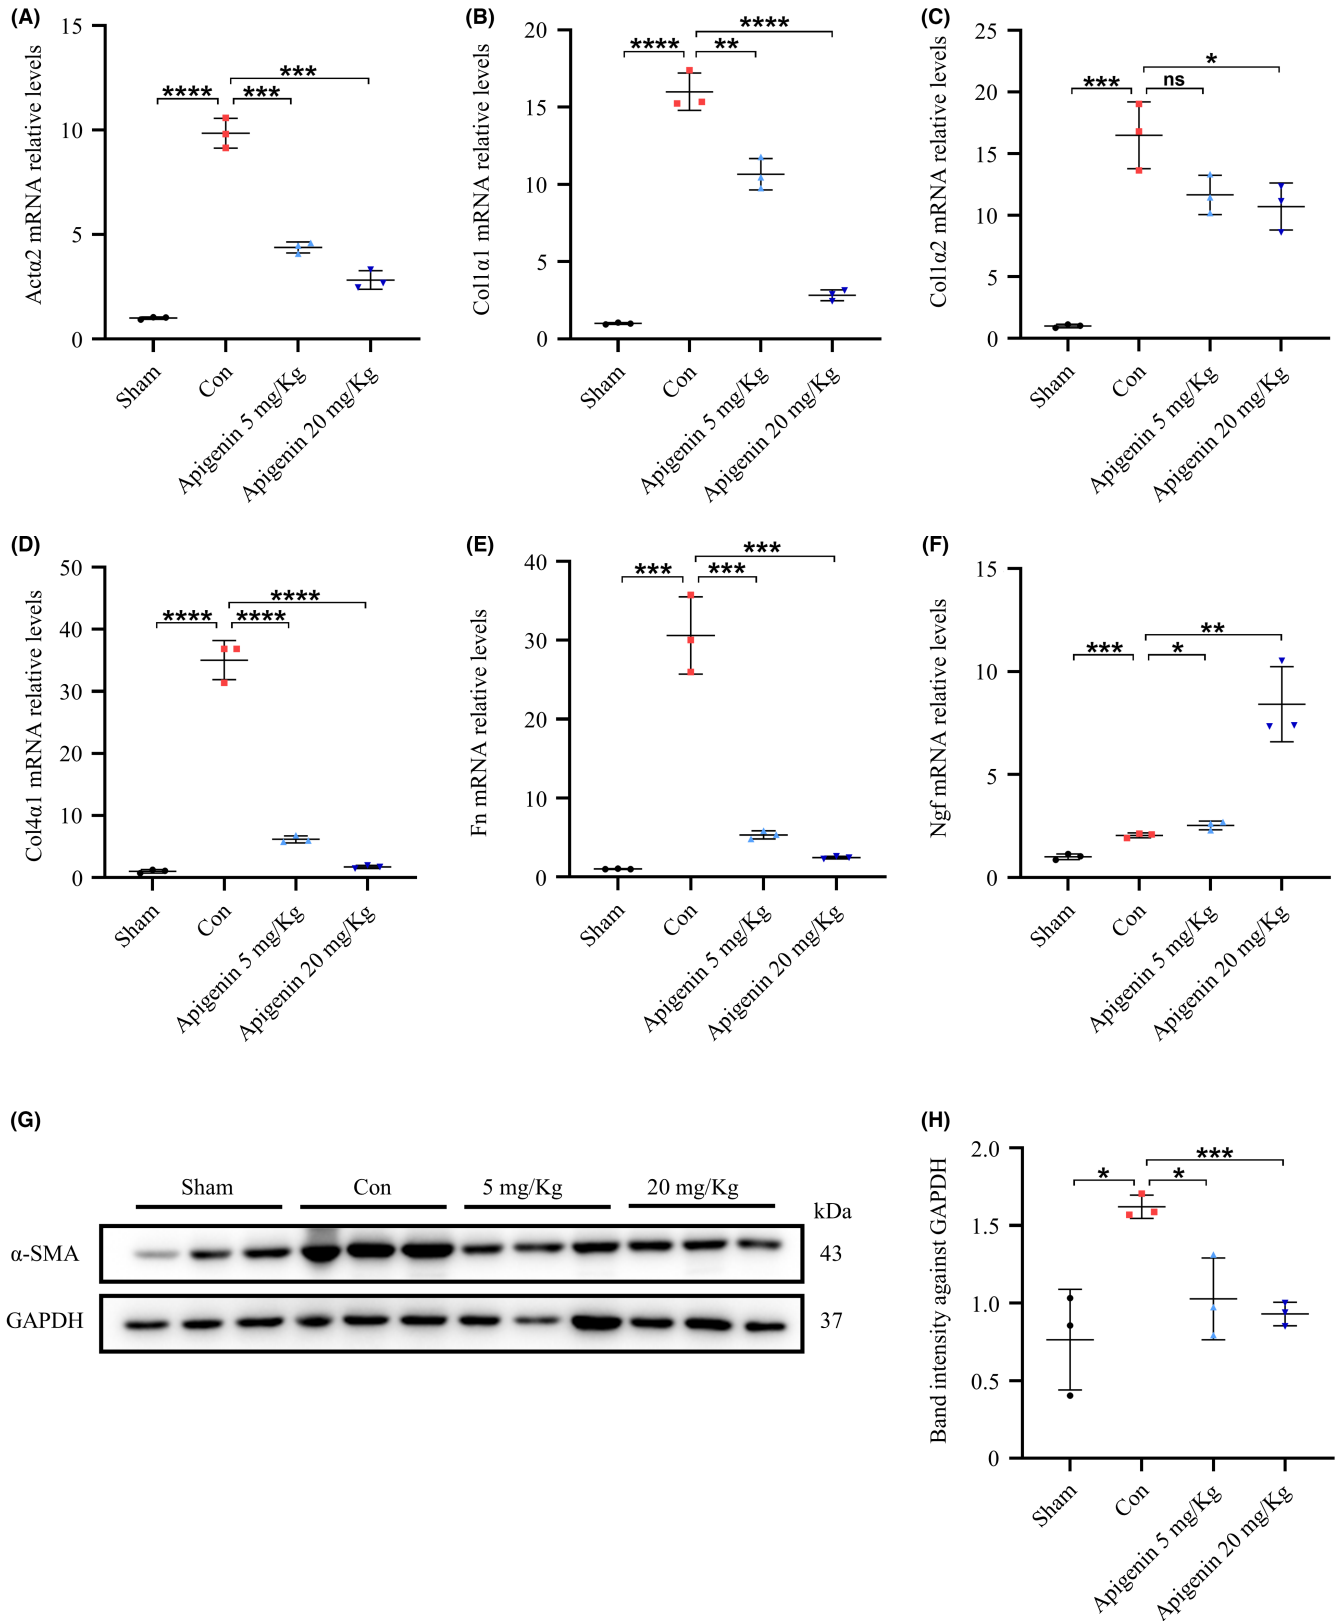 (A)
Actα2 mRNA relative levels
15
10
5
0
****
***
***
Sham
Con
Apigenin 5 mg/Kg
Apigenin 20 mg/Kg
(B)
Col1α1 mRNA relative levels
20
15
10
5
0
****
**
****
Sham
Con
Apigenin 5 mg/Kg
Apigenin 20 mg/Kg
(C)
Col1α2 mRNA relative levels
25
20
15
10
5
0
***
ns
*
Sham
Con
Apigenin 5 mg/Kg
Apigenin 20 mg/Kg
(D)
Col4α1 mRNA relative levels
50
40
30
20
10
0
****
****
****
Sham
Con
Apigenin 5 mg/Kg
Apigenin 20 mg/Kg
(E)
Fn mRNA relative levels
40
30
20
10
0
***
***
***
Sham
Con
Apigenin 5 mg/Kg
Apigenin 20 mg/Kg
(F)
Ngf mRNA relative levels
15
10
5
0
***
*
**
Sham
Con
Apigenin 5 mg/Kg
Apigenin 20 mg/Kg
(G)
Sham Con 5 mg/Kg 20 mg/Kg
kDa
α-SMA 43
GAPDH 37
(H)
Band intensity against GAPDH
2.0
1.5
1.0
0.5
0
*
*
***
Sham
Con
Apigenin 5 mg/Kg
Apigenin 20 mg/Kg